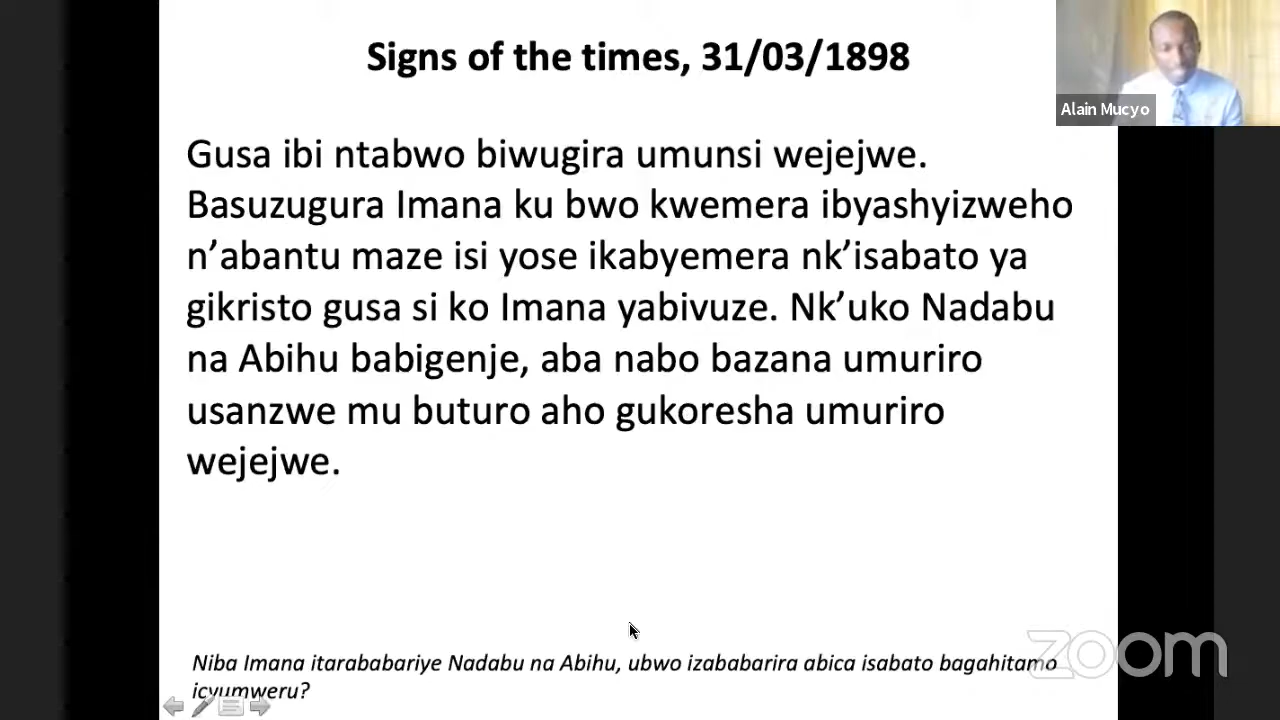 Signs of the times, 31/03/1898
Alain Mucyo
Gusa ibi ntabwo biwugira umunsi wejejwe.
Basuzugura Imana ku bwo kwemera ibyashyizweho
n’abantu maze isi yose ikabyemera nk’isabato ya
gikristo gusa si ko Imana yabivuze. Nk’uko Nadabu
na Abihu babigenje, aba nabo bazana umuriro
usanzwe mu buturo aho gukoresha umuriro
wejejwe.
Niba Imana itarababariye Nadabu na Abihu, ubwo izababarira abica isabato bagahitamo
icyumweru?
zoom